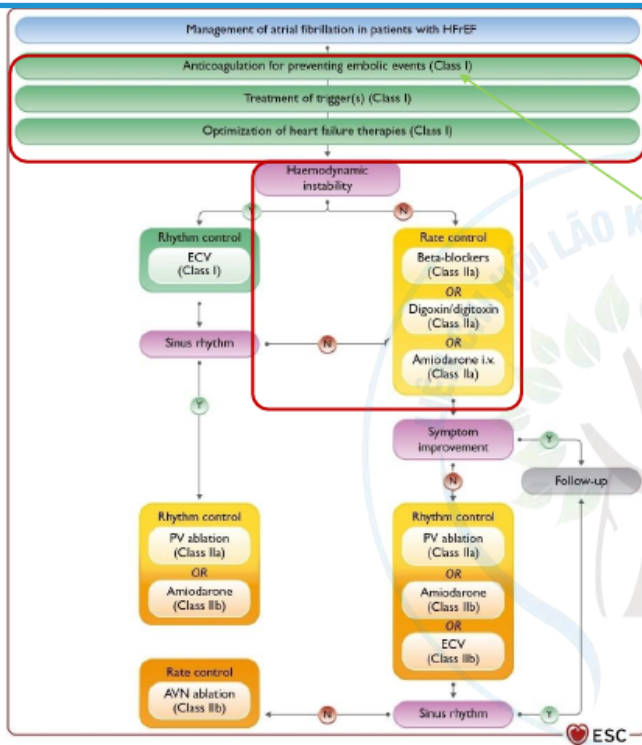 Management of atrial fibrillation in patients with HFrEF
Anticoagulation for preventing embolic events (Class I)
Treatment of trigger(s) (Class I)
Optimization of heart failure therapies (Class I)
Haemodynamic
instability
Y
N
Rhythm control
ECV
(Class I)
Rate control
Beta-blockers
(Class IIa)
OR
Digoxin/digitoxin
(Class IIa)
OR
Amiodarone i.v.
(Class IIa)
Sinus rhythm
N
Y
Symptom
improvement
Y
N
Follow-up
Rhythm control
PV ablation
(Class IIa)
OR
Amiodarone
(Class IIb)
Rhythm control
PV ablation
(Class IIa)
OR
Amiodarone
(Class IIb)
OR
ECV
(Class IIb)
Rate control
AVN ablation
(Class IIb)
N
Sinus rhythm
Y
ESC
HỘI LÃO K